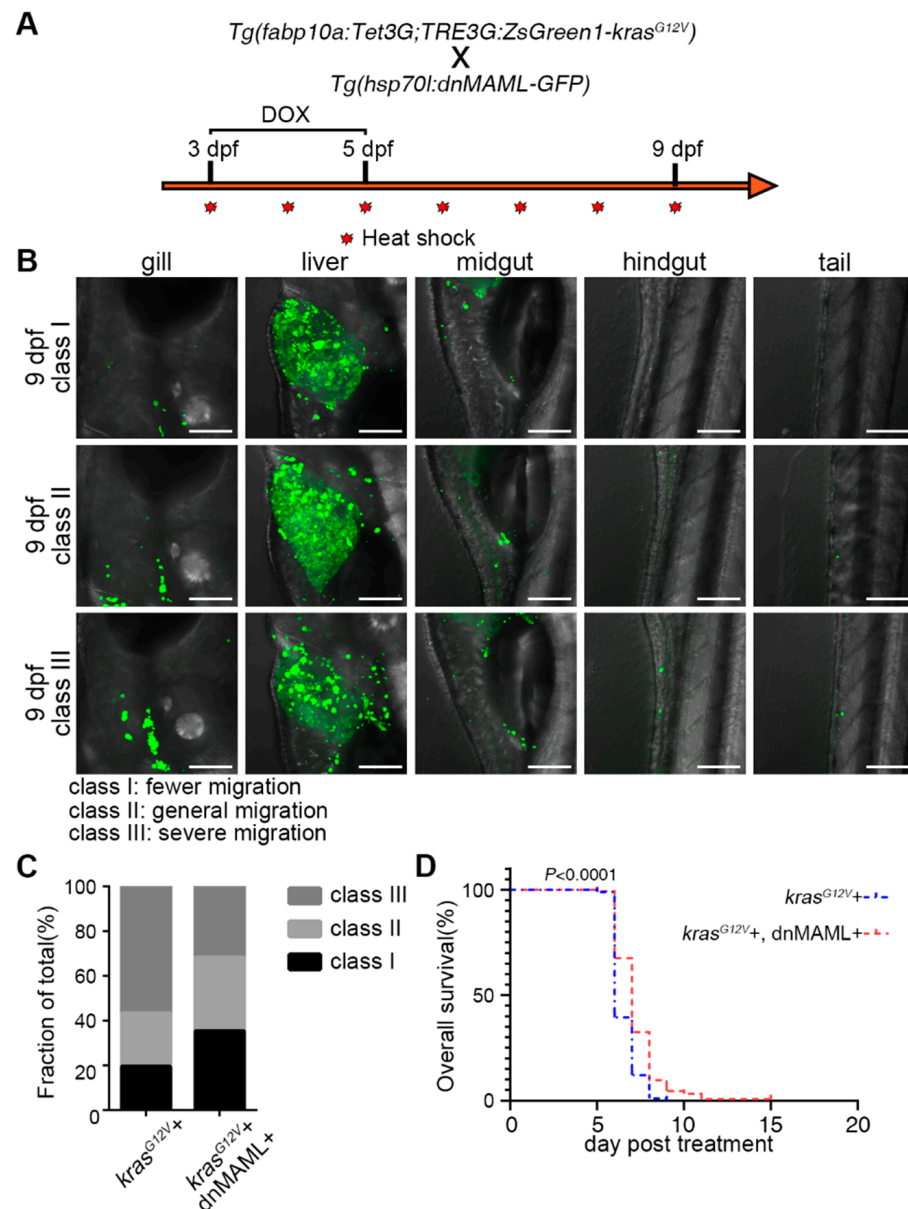 A
Tg(fabp10a:Tet3G;TRE3G:ZsGreen1-kras^G12V)
X
Tg(hsp70l:dnMAML-GFP)
DOX
3 dpf 5 dpf 9 dpf
Heat shock
B
gill liver midgut hindgut tail
9 dpf
class I
9 dpf
class II
9 dpf
class III
class I: fewer migration
class II: general migration
class III: severe migration
C
Fraction of total(%)
100
80
60
40
20
0
kras^G12V+
kras^G12V+
dnMAML+
class III
class II
class I
D
P<0.0001
Overall survival(%)
100
50
0
0 5 10 15 20
day post treatment
kras^G12V+
kras^G12V+, dnMAML+